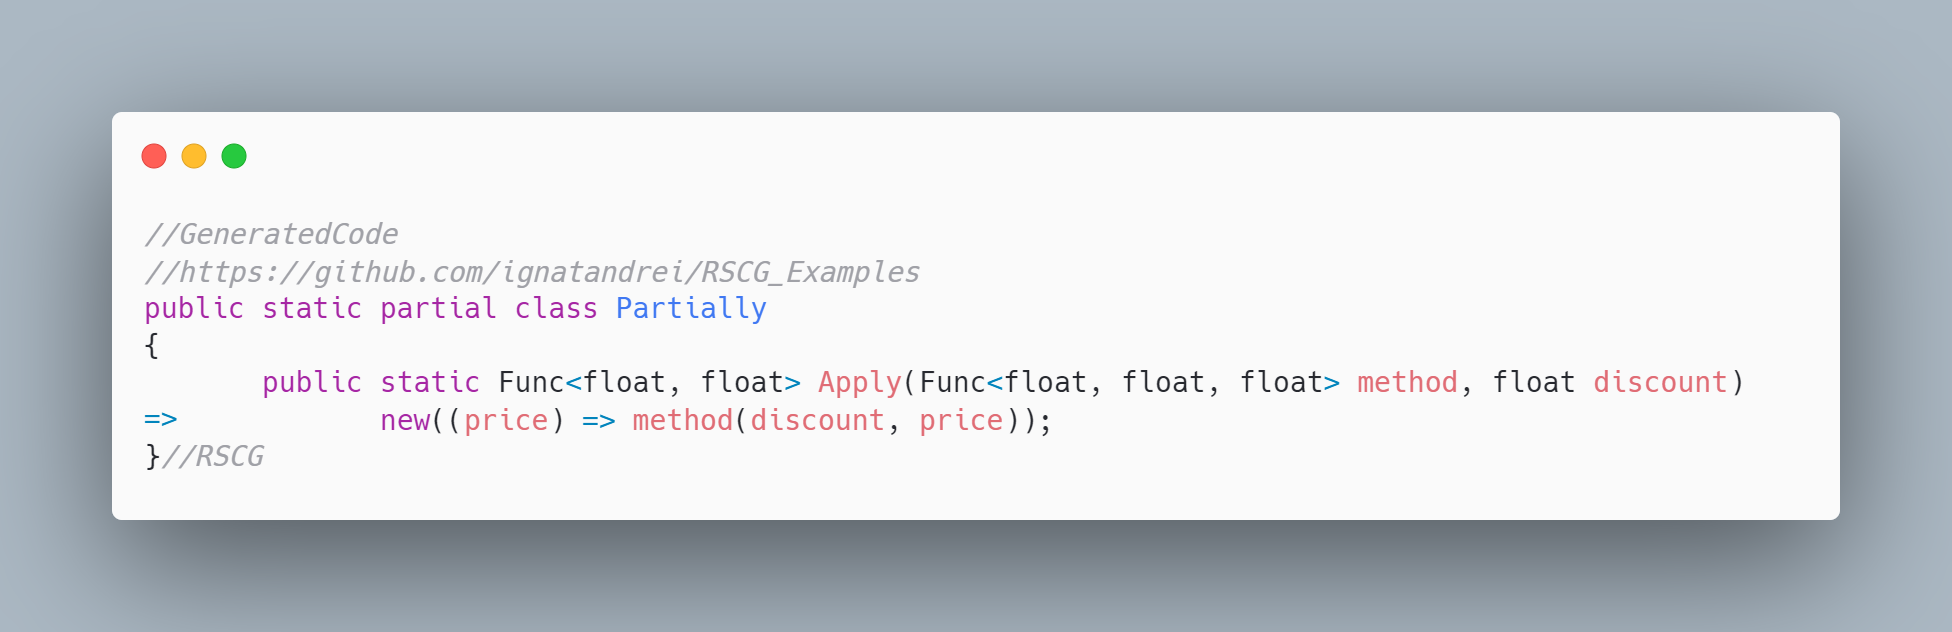 //GeneratedCode
//https://github.com/ignatandrei/RSCG_Examples
public static partial class Partially
{
       public static Func<float, float> Apply(Func<float, float, float> method, float discount)
=>            new((price) => method(discount, price));
}//RSCG